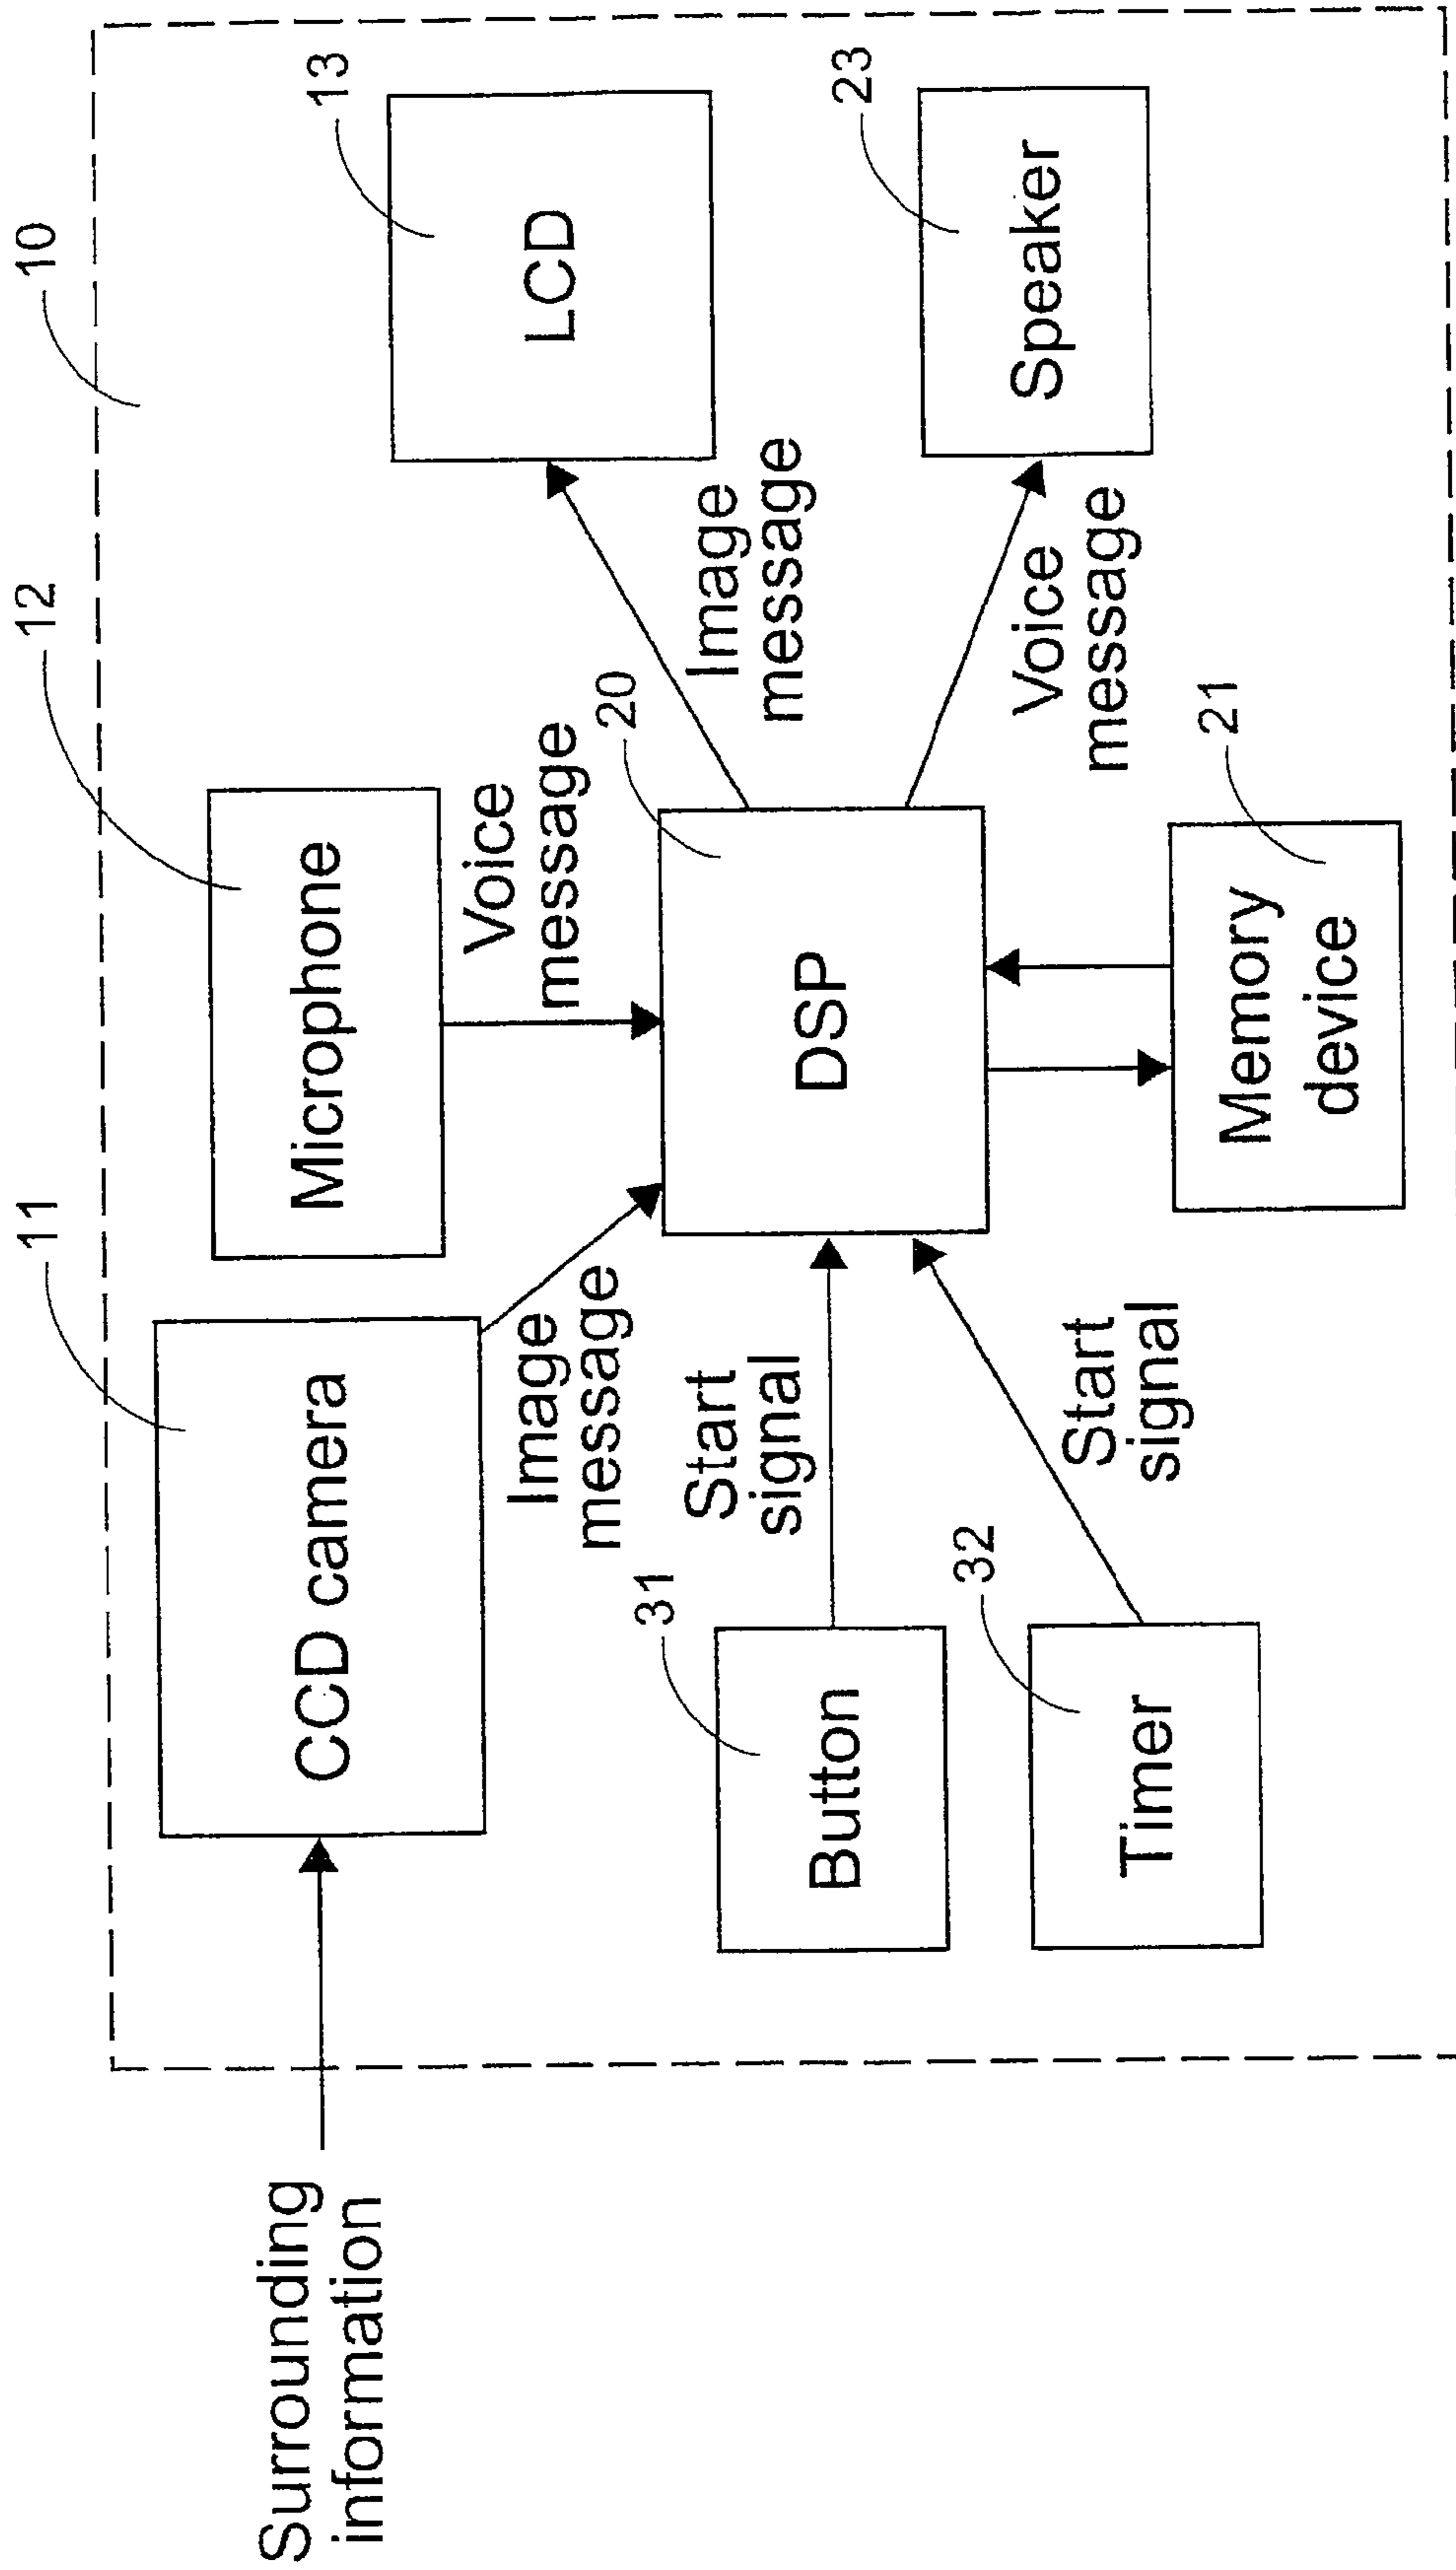 10
11
12
13
Surrounding
information
CCD camera
Microphone
LCD
Image
message
Voice
message
20
Image
message
31
Button
Start
signal
DSP
23
Speaker
Voice
message
32
Timer
Start
signal
21
Memory
device